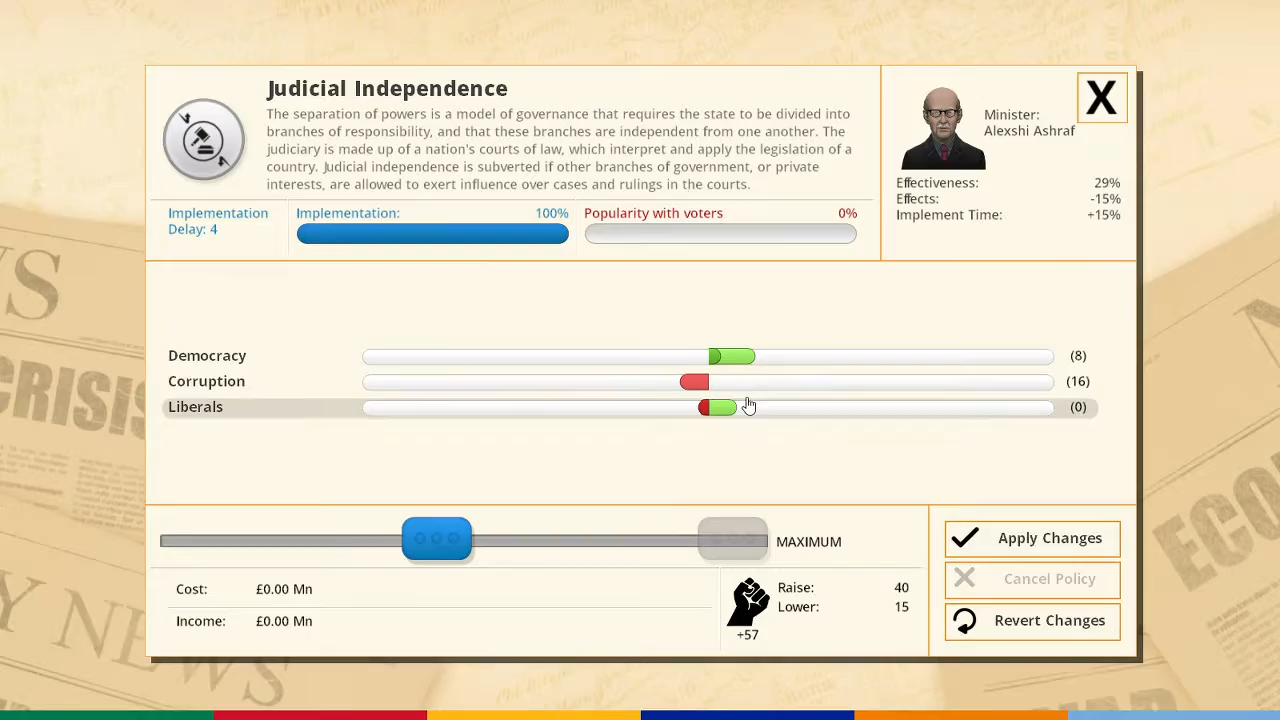 Judicial Independence
The separation of powers is a model of governance that requires the state to be divided into
branches of responsibility, and that these branches are independent from one another. The
judiciary is made up of a nation's courts of law, which interpret and apply the legislation of a
country. Judicial independence is subverted if other branches of government, or private
interests, are allowed to exert influence over cases and rulings in the courts.
Implementation
Delay: 4
Implementation: 100%
Popularity with voters 0%
X
Minister:
Alexshi Ashraf
Effectiveness: 29%
Effects: -15%
Implement Time: +15%
Democracy (8)
Corruption (16)
Liberals (0)
MAXIMUM
Cost: £0.00 Mn
Income: £0.00 Mn
+57
Raise: 40
Lower: 15
Apply Changes
Cancel Policy
Revert Changes
WS
CRISIS
Y NEWS
ECO